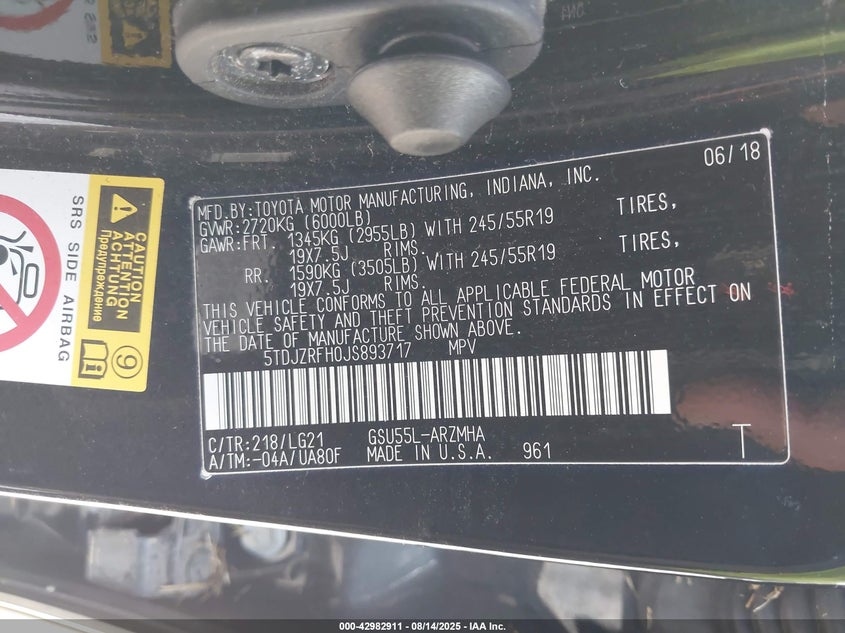 06/18
MFD.BY:TOYOTA MOTOR MANUFACTURING, INDIANA, INC.
GVWR:2720KG (6000LB)
GAWR:FRT. 1345KG (2955LB) WITH 245/55R19 TIRES,
19X7.5J RIMS.
RR. 1590KG (3505LB) WITH 245/55R19 TIRES,
19X7.5J RIMS.
THIS VEHICLE CONFORMS TO ALL APPLICABLE FEDERAL MOTOR
VEHICLE SAFETY AND THEFT PREVENTION STANDARDS IN EFFECT ON
THE DATE OF MANUFACTURE SHOWN ABOVE.
5TDJZRFH0JS893717 MPV
C/TR:218/LG21 GSU55L-ARZMHA
A/TM:-04A/UA80F MADE IN U.S.A. 961 T
SRS SIDE AIRBAG
CAUTION
ATTENTION
ACHTUNG
Предупреждение
9
000-42982911 - 08/14/2025 - IAA Inc.